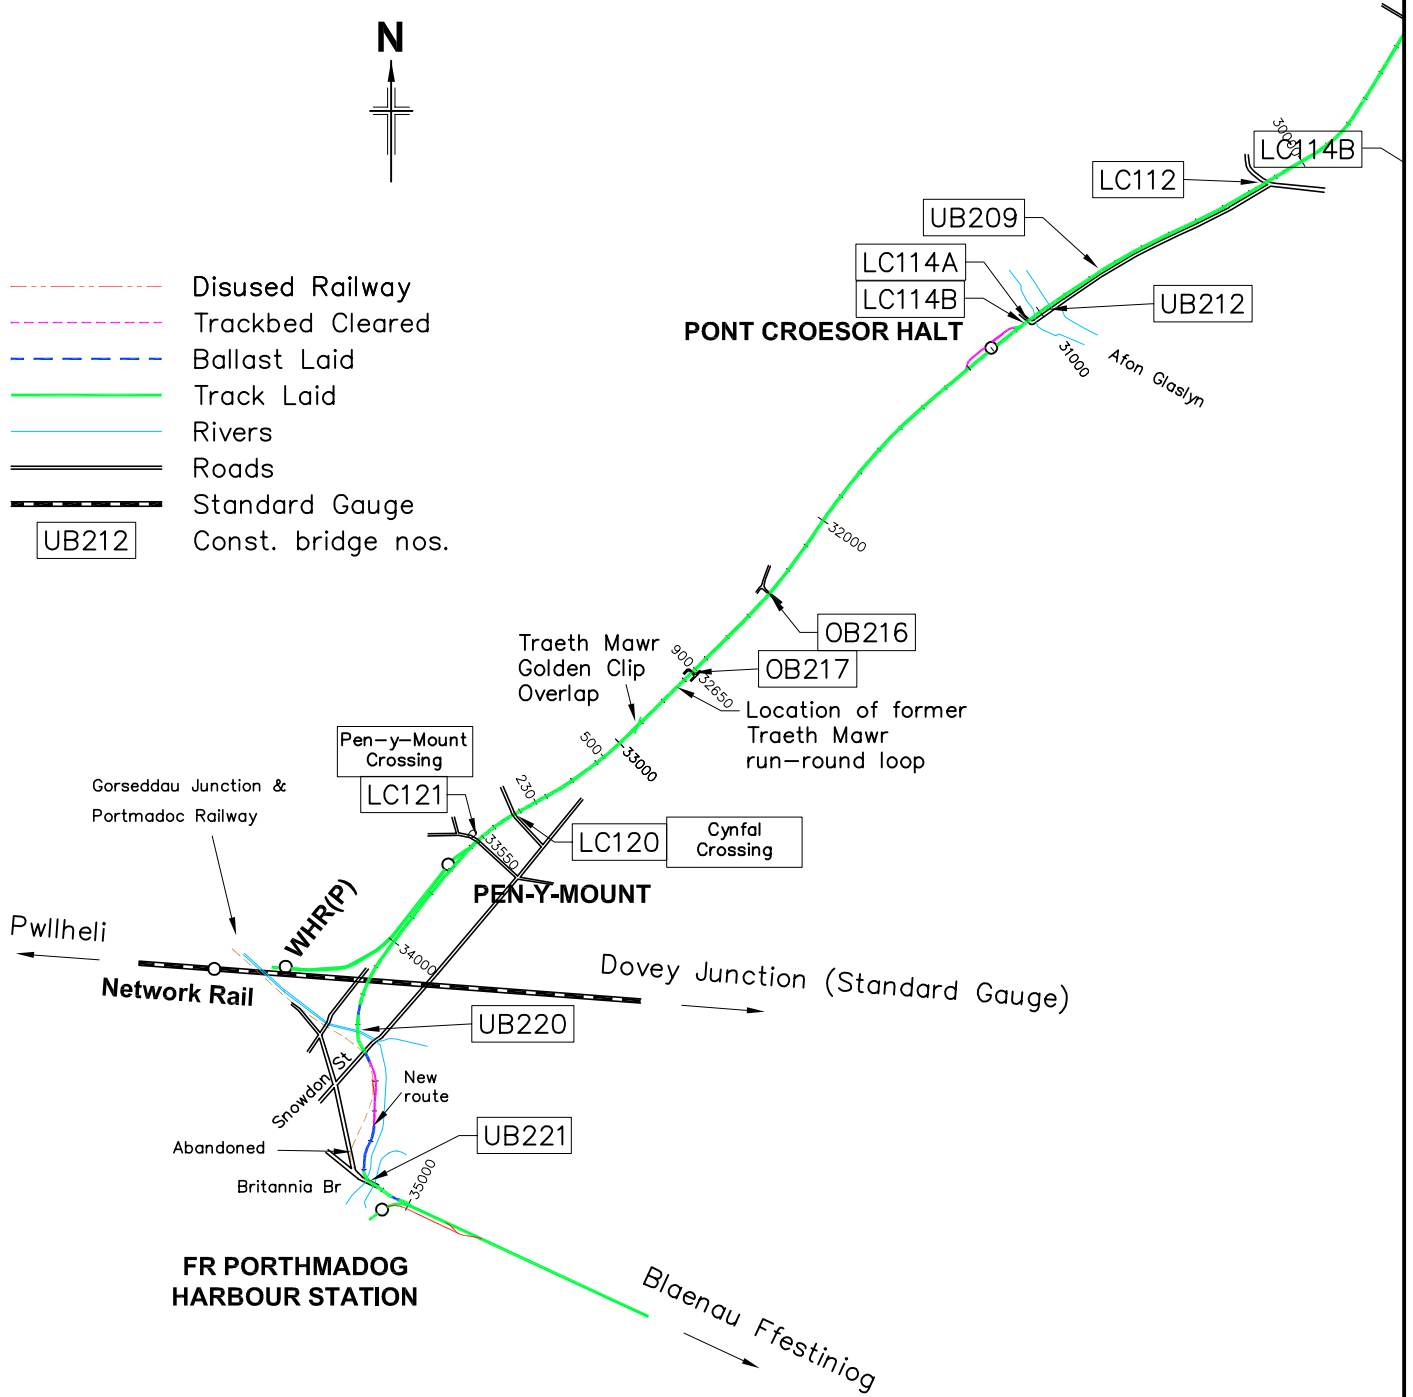 N
30000
LC114B
LC112
UB209
LC114A
LC114B
UB212
PONT CROESOR HALT
31000
Afon Glaslyn
Disused Railway
Trackbed Cleared
Ballast Laid
Track Laid
Rivers
Roads
Standard Gauge
UB212
Const. bridge nos.
32000
OB216
OB217
900
32650
Traeth Mawr
Golden Clip
Overlap
Location of former
Traeth Mawr
run-round loop
500
33000
Pen-y-Mount
Crossing
LC121
230
Gorseddau Junction &
Portmadoc Railway
LC120
Cynfal
Crossing
33550
PEN-Y-MOUNT
WHR(P)
Pwllheli
34000
Dovey Junction (Standard Gauge)
Network Rail
UB220
Snowdon St
New
route
UB221
Abandoned
Britannia Br
35000
FR PORTHMADOG
HARBOUR STATION
Blaenau Ffestiniog